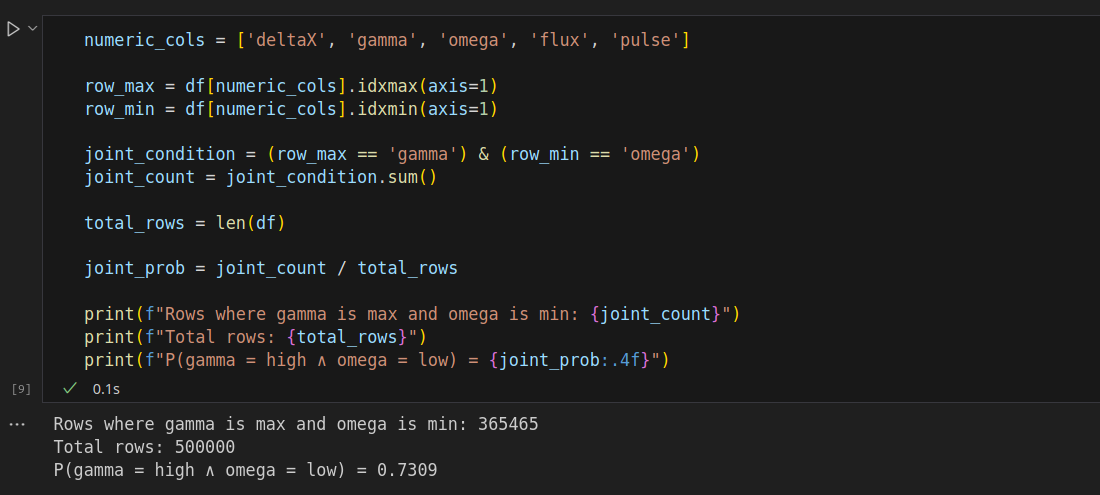 numeric_cols = ['deltaX', 'gamma', 'omega', 'flux', 'pulse']
row_max = df[numeric_cols].idxmax(axis=1)
row_min = df[numeric_cols].idxmin(axis=1)
joint_condition = (row_max == 'gamma') & (row_min == 'omega')
joint_count = joint_condition.sum()
total_rows = len(df)
joint_prob = joint_count / total_rows
print(f"Rows where gamma is max and omega is min: {joint_count}")
print(f"Total rows: {total_rows}")
print(f"P(gamma = high ∧ omega = low) = {joint_prob:.4f}")
[9] 0.1s
Rows where gamma is max and omega is min: 365465
Total rows: 500000
P(gamma = high ∧ omega = low) = 0.7309